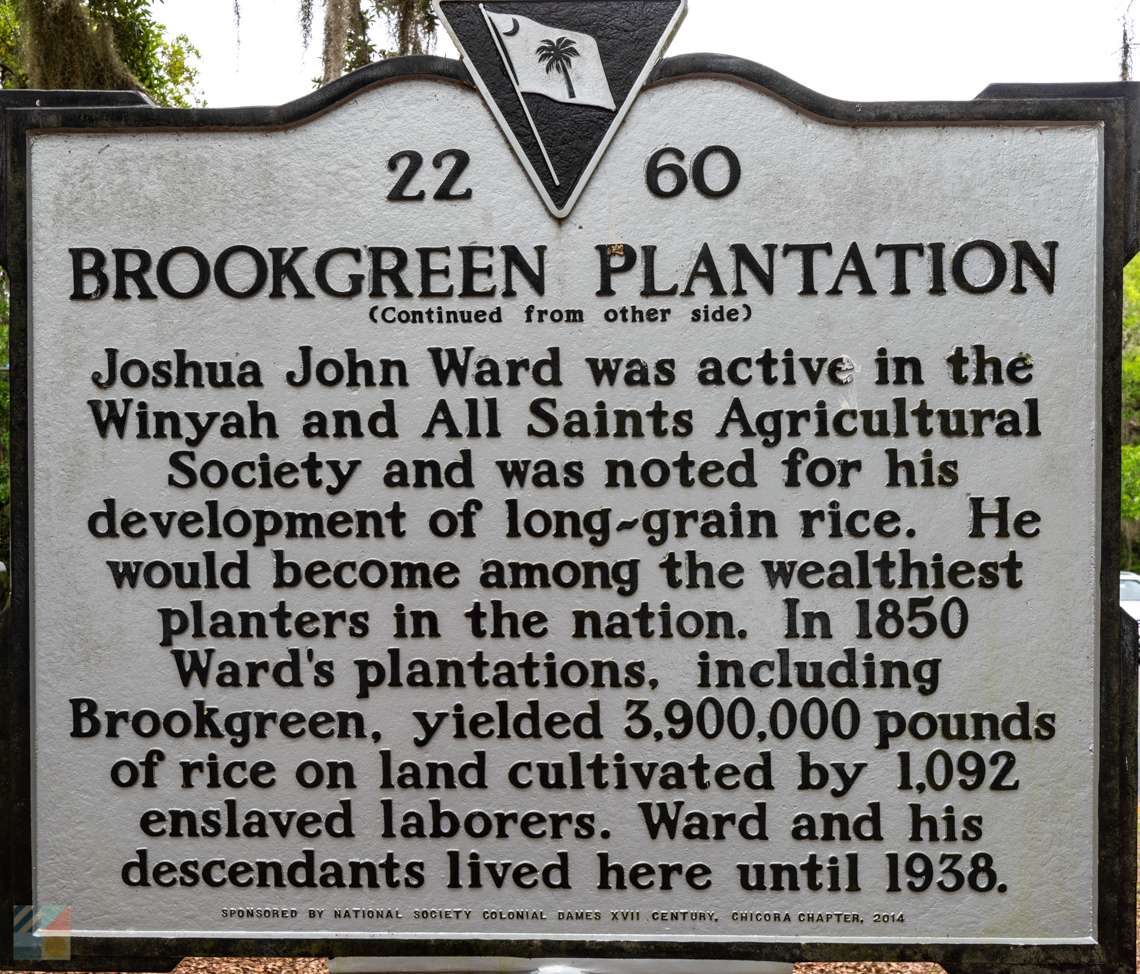 22 60
BROOKGREEN PLANTATION
(Continued from other side)
Joshua John Ward was active in the
Winyah and All Saints Agricultural
Society and was noted for his
development of long-grain rice. He
would become among the wealthiest
planters in the nation. In 1850
Ward's plantations, including
Brookgreen, yielded 3,900,000 pounds
of rice on land cultivated by 1,092
enslaved laborers. Ward and his
descendants lived here until 1938.
SPONSORED BY NATIONAL SOCIETY COLONIAL DAMES XVII CENTURY, CHICORA CHAPTER, 2014